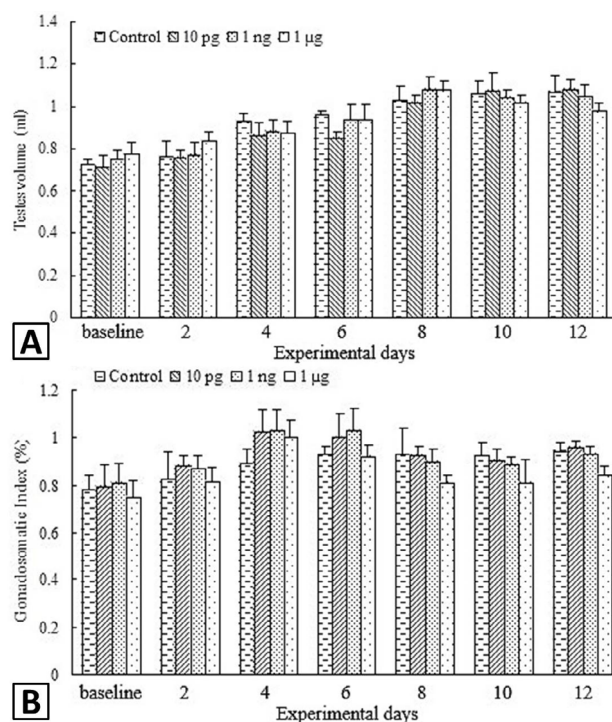 Control 10 pg 1 ng 1 µg
1.4
1.2
1
0.8
0.6
0.4
0.2
0
Testes volume (ml)
baseline 2 4 6 8 10 12
Experimental days
A
Control 10 pg 1 ng 1 µg
1.2
1
0.8
0.6
0.4
0.2
0
Gonadosomatic Index (%)
baseline 2 4 6 8 10 12
Experimental days
B